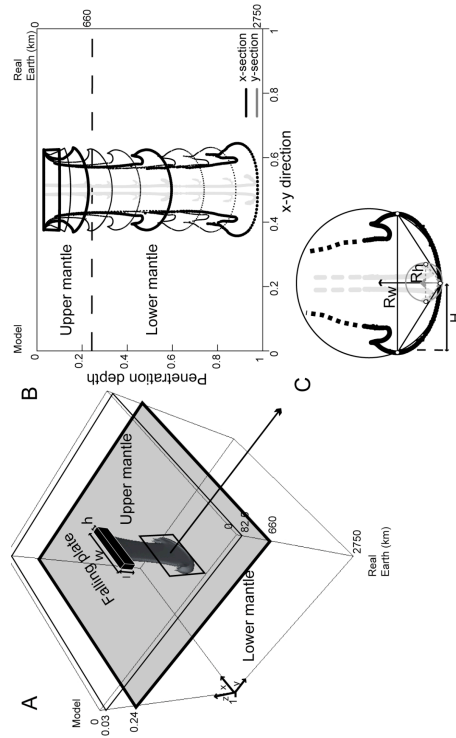 A
Model
0
0.03
0.24
Falling plate
h
w
l
Upper mantle
Lower mantle
0
82.5
660
2750
Real
Earth (km)
z
x
y
1
B
Model
Real
Earth (km)
0
0.2
0.4
0.6
0.8
1
Penetration depth
Upper mantle
Lower mantle
0
660
2750
x-section
y-section
0
0.2
0.4
0.6
0.8
1
x-y direction
C
Rw
Rh
H